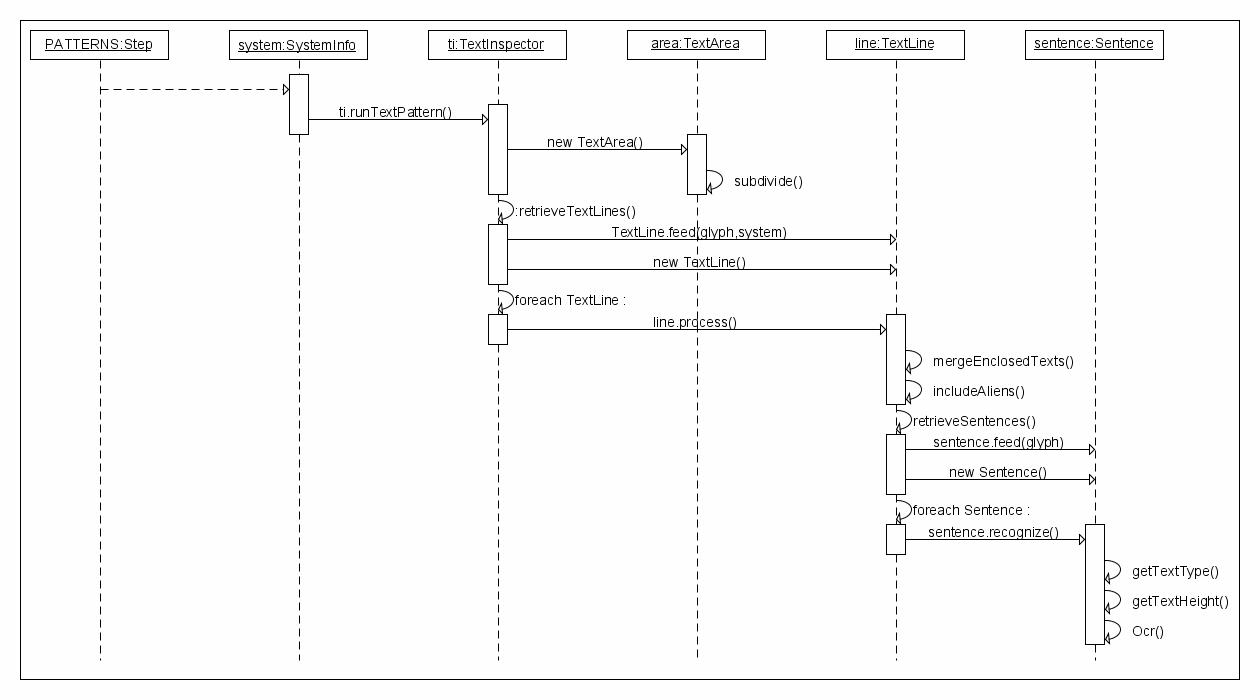 PATTERNS:Step
system:SystemInfo
ti:TextInspector
area:TextArea
line:TextLine
sentence:Sentence
ti.runTextPattern()
new TextArea()
subdivide()
:retrieveTextLines()
TextLine.feed(glyph,system)
new TextLine()
foreach TextLine :
line.process()
mergeEnclosedTexts()
includeAliens()
retrieveSentences()
sentence.feed(glyph)
new Sentence()
foreach Sentence :
sentence.recognize()
getTextType()
getTextHeight()
Ocr()